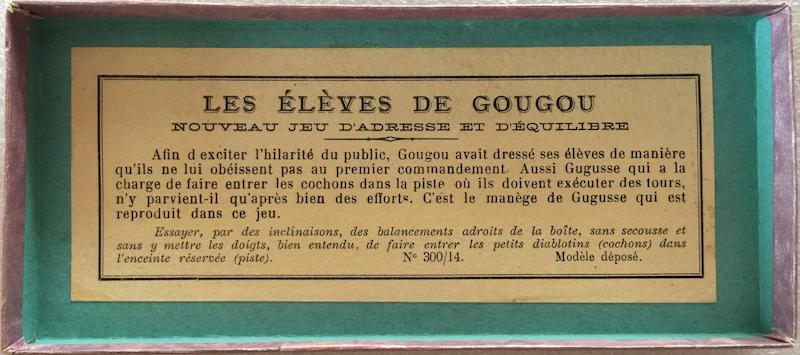 LES ÉLÈVES DE GOUGOU
NOUVEAU JEU D'ADRESSE ET D'ÉQUILIBRE
Afin d exciter l'hilarité du public, Gougou avait dressé ses élèves de manière
qu'ils ne lui obéissent pas au premier commandement. Aussi Gugusse qui a la
charge de faire entrer les cochons dans la piste où ils doivent exécuter des tours,
n'y parvient-il qu'après bien des efforts. C'est le manège de Gugusse qui est
reproduit dans ce jeu.
Essayer, par des inclinaisons, des balancements adroits de la boîte, sans secousse et
sans y mettre les doigts, bien entendu, de faire entrer les petits diablotins (cochons) dans
l'enceinte réservée (piste). No 300/14. Modèle déposé.